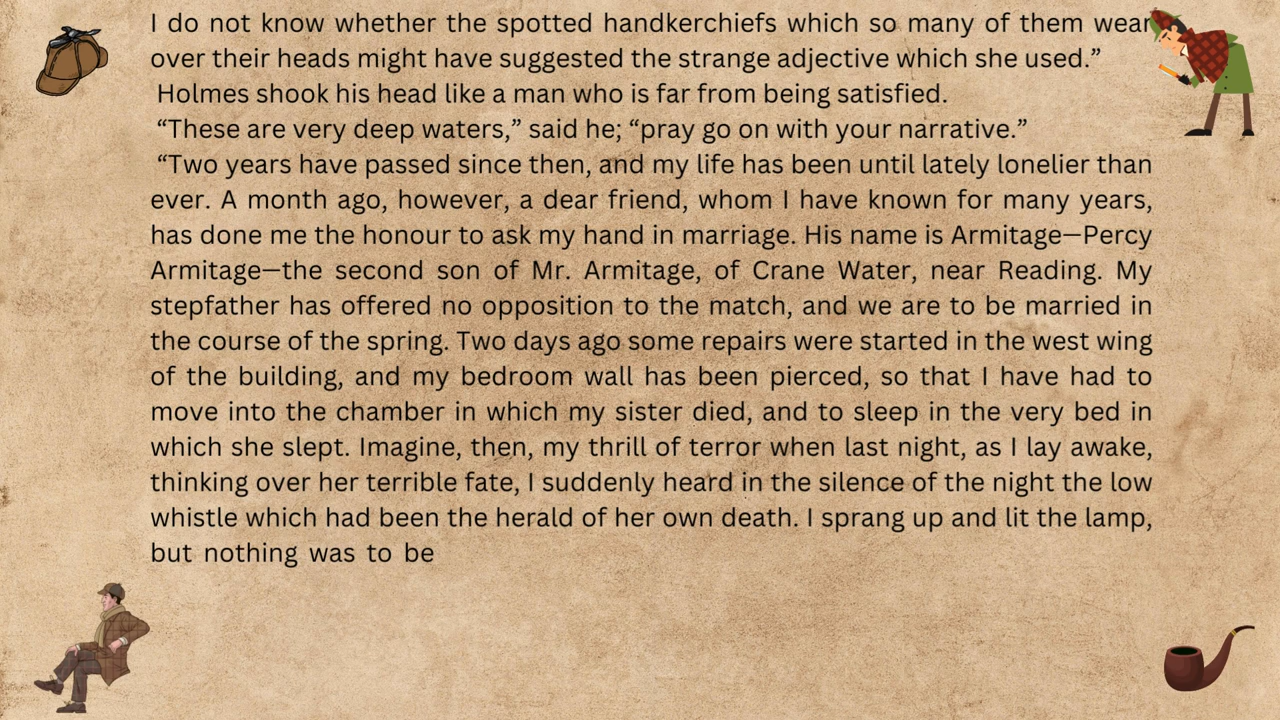 I do not know whether the spotted handkerchiefs which so many of them wear
over their heads might have suggested the strange adjective which she used.”
Holmes shook his head like a man who is far from being satisfied.
“These are very deep waters,” said he; “pray go on with your narrative.”
“Two years have passed since then, and my life has been until lately lonelier than
ever. A month ago, however, a dear friend, whom I have known for many years,
has done me the honour to ask my hand in marriage. His name is Armitage—Percy
Armitage—the second son of Mr. Armitage, of Crane Water, near Reading. My
stepfather has offered no opposition to the match, and we are to be married in
the course of the spring. Two days ago some repairs were started in the west wing
of the building, and my bedroom wall has been pierced, so that I have had to
move into the chamber in which my sister died, and to sleep in the very bed in
which she slept. Imagine, then, my thrill of terror when last night, as I lay awake,
thinking over her terrible fate, I suddenly heard in the silence of the night the low
whistle which had been the herald of her own death. I sprang up and lit the lamp,
but nothing was to be